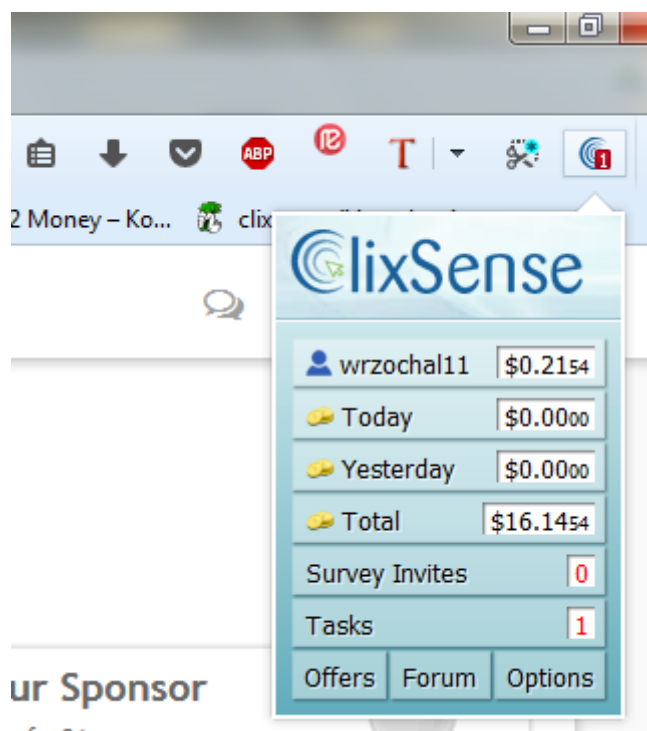 ABP
T
1
2 Money – Ko...
clix
ClixSense
wrzochal11 $0.2154
Today $0.0000
Yesterday $0.0000
Total $16.1454
Survey Invites 0
Tasks 1
Offers Forum Options
ur Sponsor